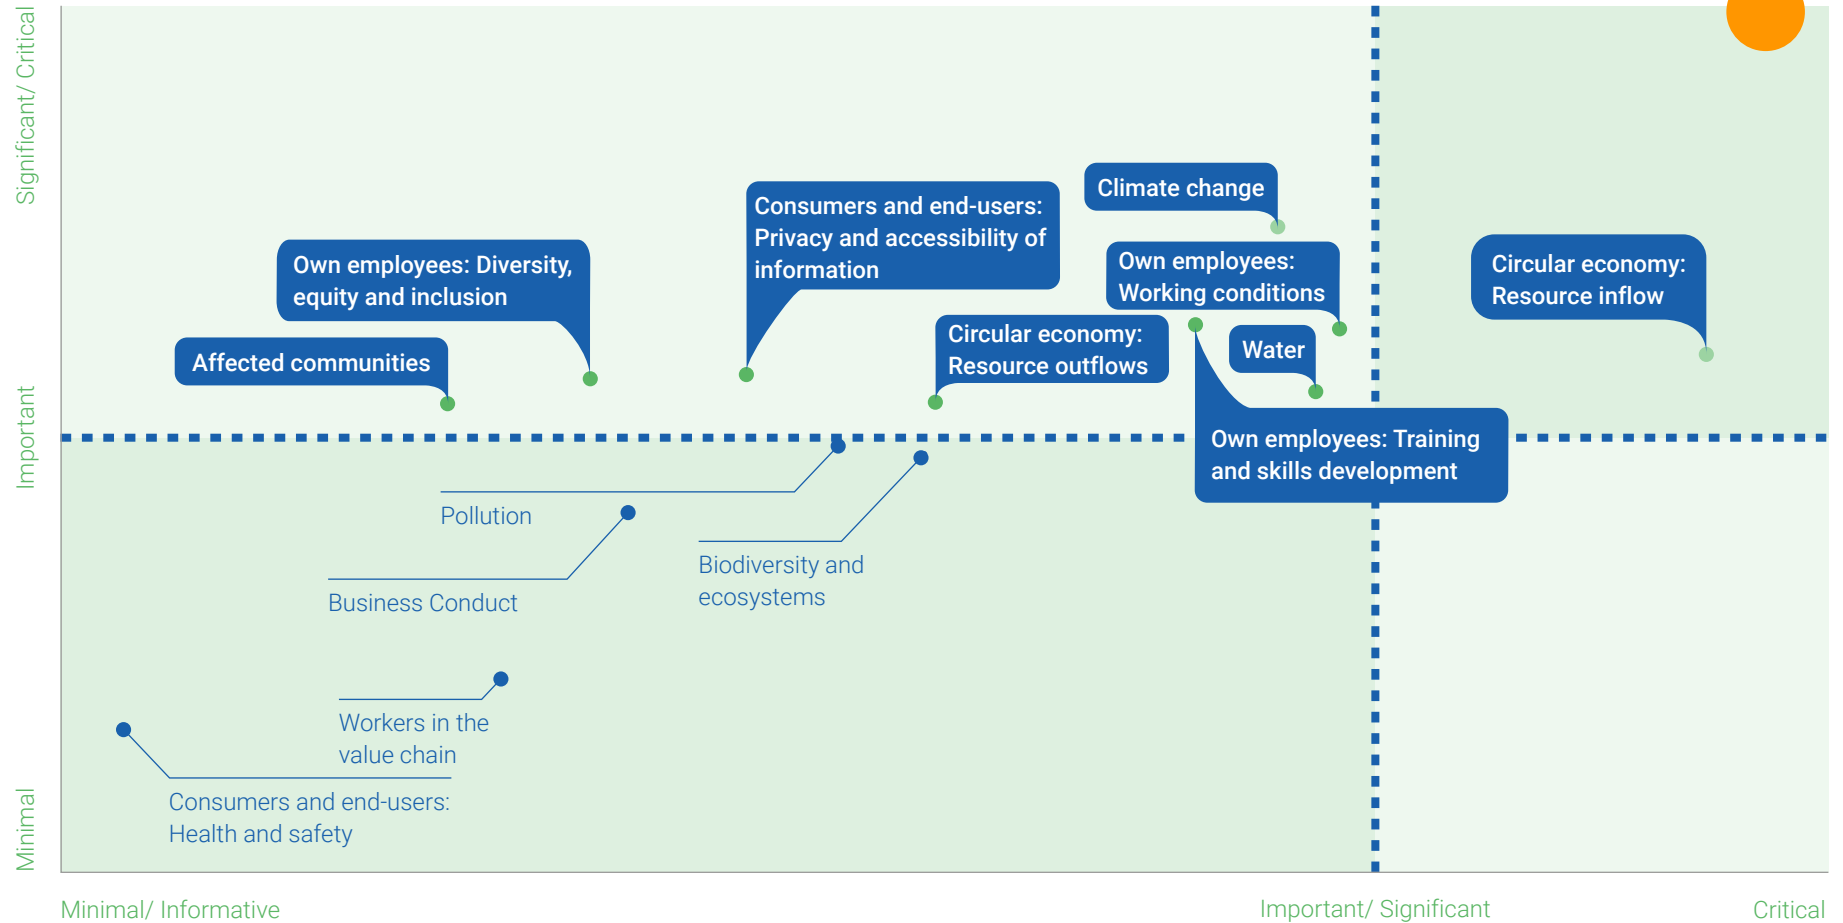 Significant/ Critical
Important
Minimal
Climate change
Consumers and end-users:
Privacy and accessibility of
information
Own employees: Diversity,
equity and inclusion
Own employees:
Working conditions
Circular economy:
Resource inflow
Affected communities
Circular economy:
Resource outflows
Water
Own employees: Training
and skills development
Pollution
Biodiversity and
ecosystems
Business Conduct
Workers in the
value chain
Consumers and end-users:
Health and safety
Minimal/ Informative
Important/ Significant
Critical